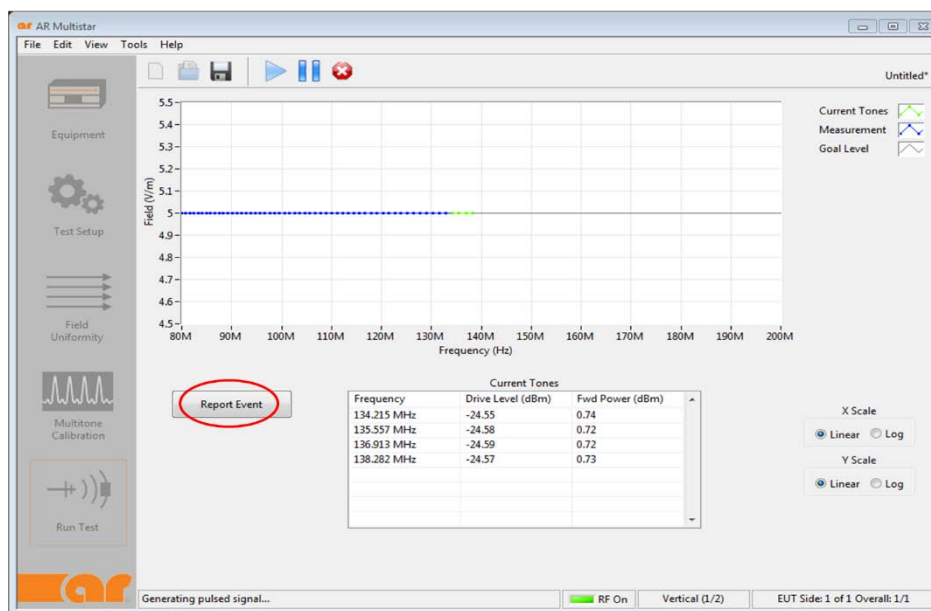 ar AR Multistar
File Edit View Tools Help
Untitled*
Equipment
Test Setup
Field
Uniformity
Multitone
Calibration
Run Test
ar
Current Tones
Measurement
Goal Level
5.5
5.4
5.3
5.2
5.1
5
4.9
4.8
4.7
4.6
4.5
Field (V/m)
80M 90M 100M 110M 120M 130M 140M 150M 160M 170M 180M 190M 200M
Frequency (Hz)
Report Event
Current Tones
Frequency Drive Level (dBm) Fwd Power (dBm)
134.215 MHz -24.55 0.74
135.557 MHz -24.58 0.72
136.913 MHz -24.59 0.72
138.282 MHz -24.57 0.73
X Scale
Linear Log
Y Scale
Linear Log
Generating pulsed signal... RF On Vertical (1/2) EUT Side: 1 of 1 Overall: 1/1